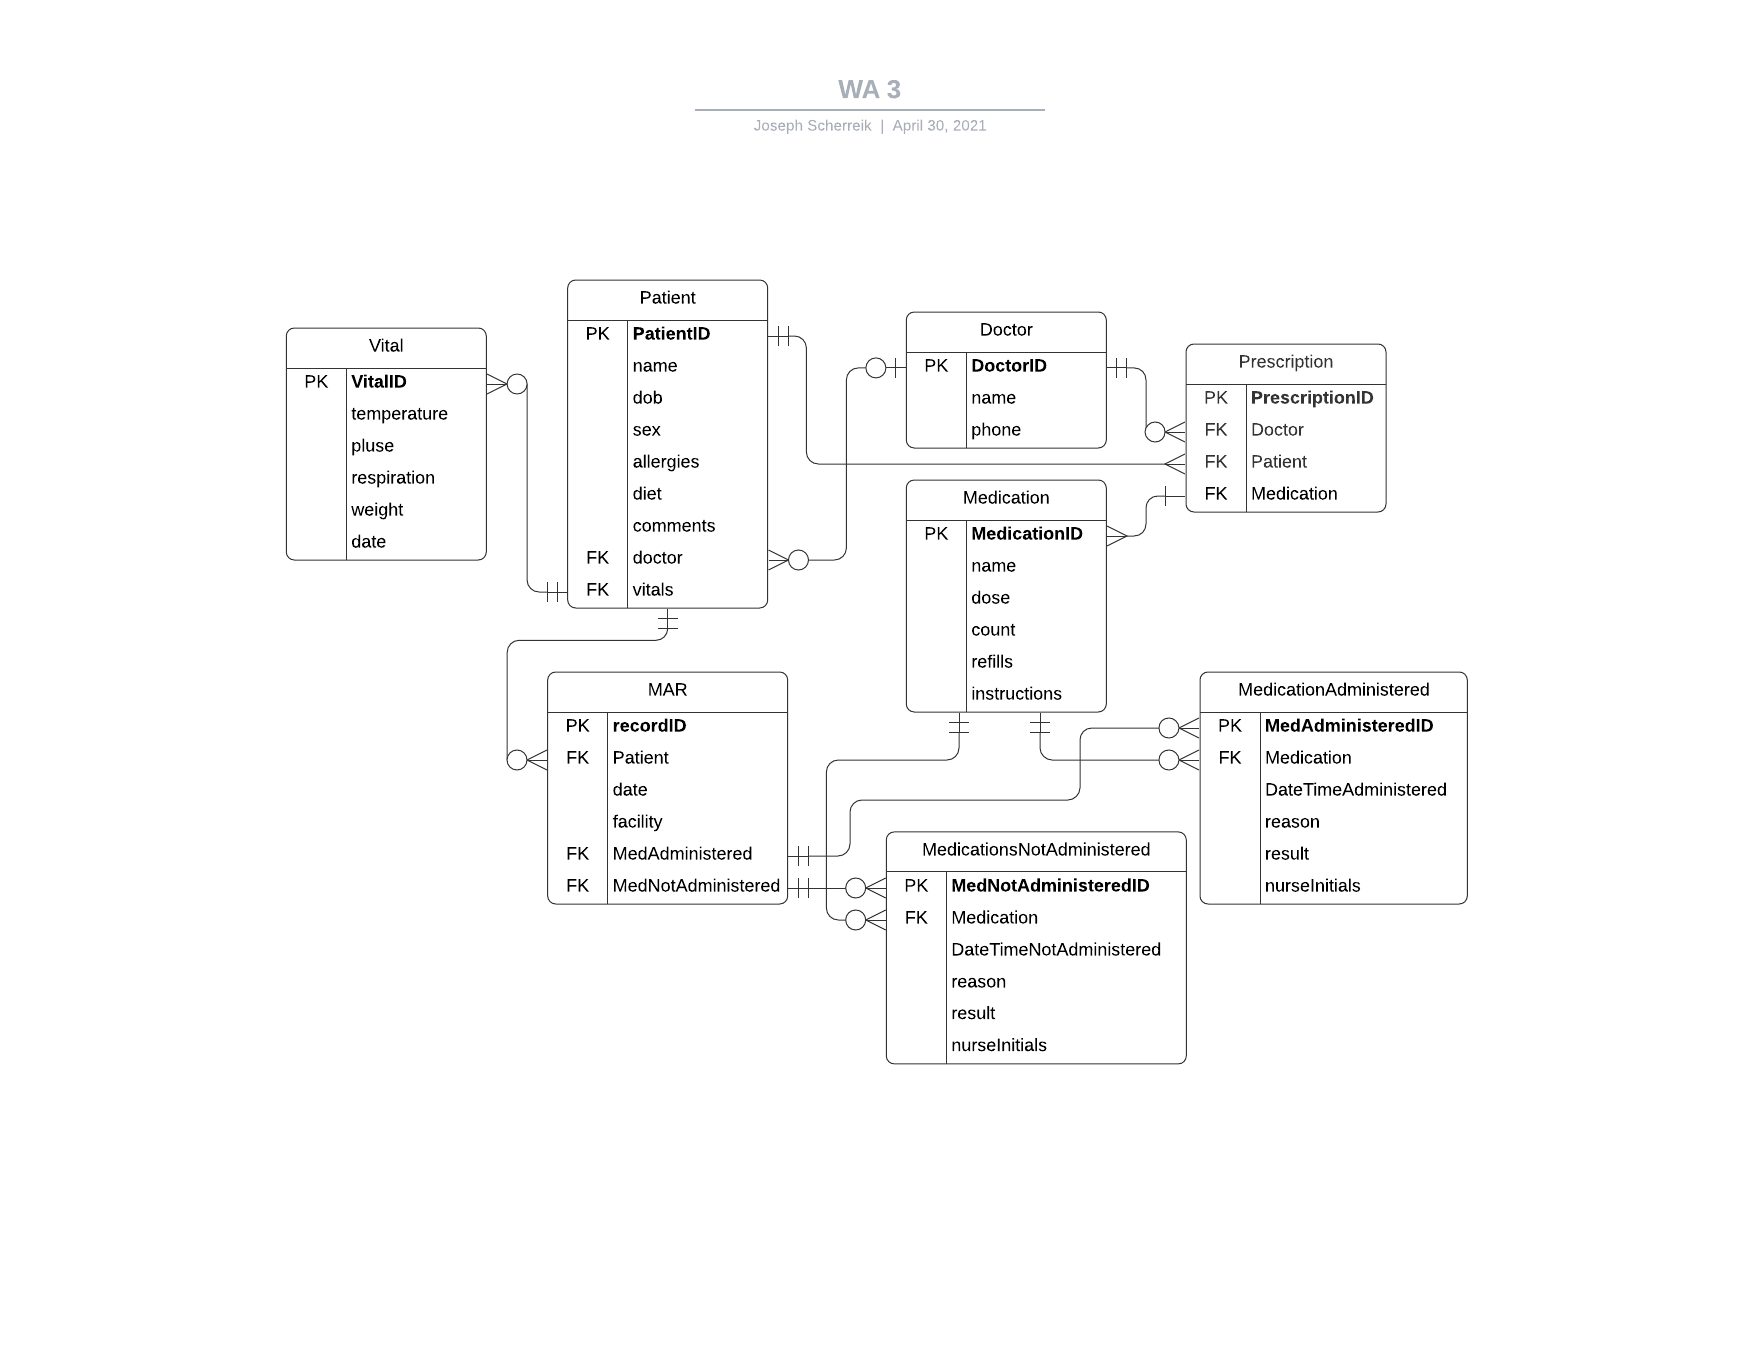 WA 3
Joseph Scherreik | April 30, 2021
Vital
PK VitalID
temperature
pluse
respiration
weight
date
Patient
PK PatientID
name
dob
sex
allergies
diet
comments
FK doctor
FK vitals
Doctor
PK DoctorID
name
phone
Prescription
PK PrescriptionID
FK Doctor
FK Patient
FK Medication
Medication
PK MedicationID
name
dose
count
refills
instructions
MAR
PK recordID
FK Patient
date
facility
FK MedAdministered
FK MedNotAdministered
MedicationAdministered
PK MedAdministeredID
FK Medication
DateTimeAdministered
reason
result
nurseInitials
MedicationsNotAdministered
PK MedNotAdministeredID
FK Medication
DateTimeNotAdministered
reason
result
nurseInitials